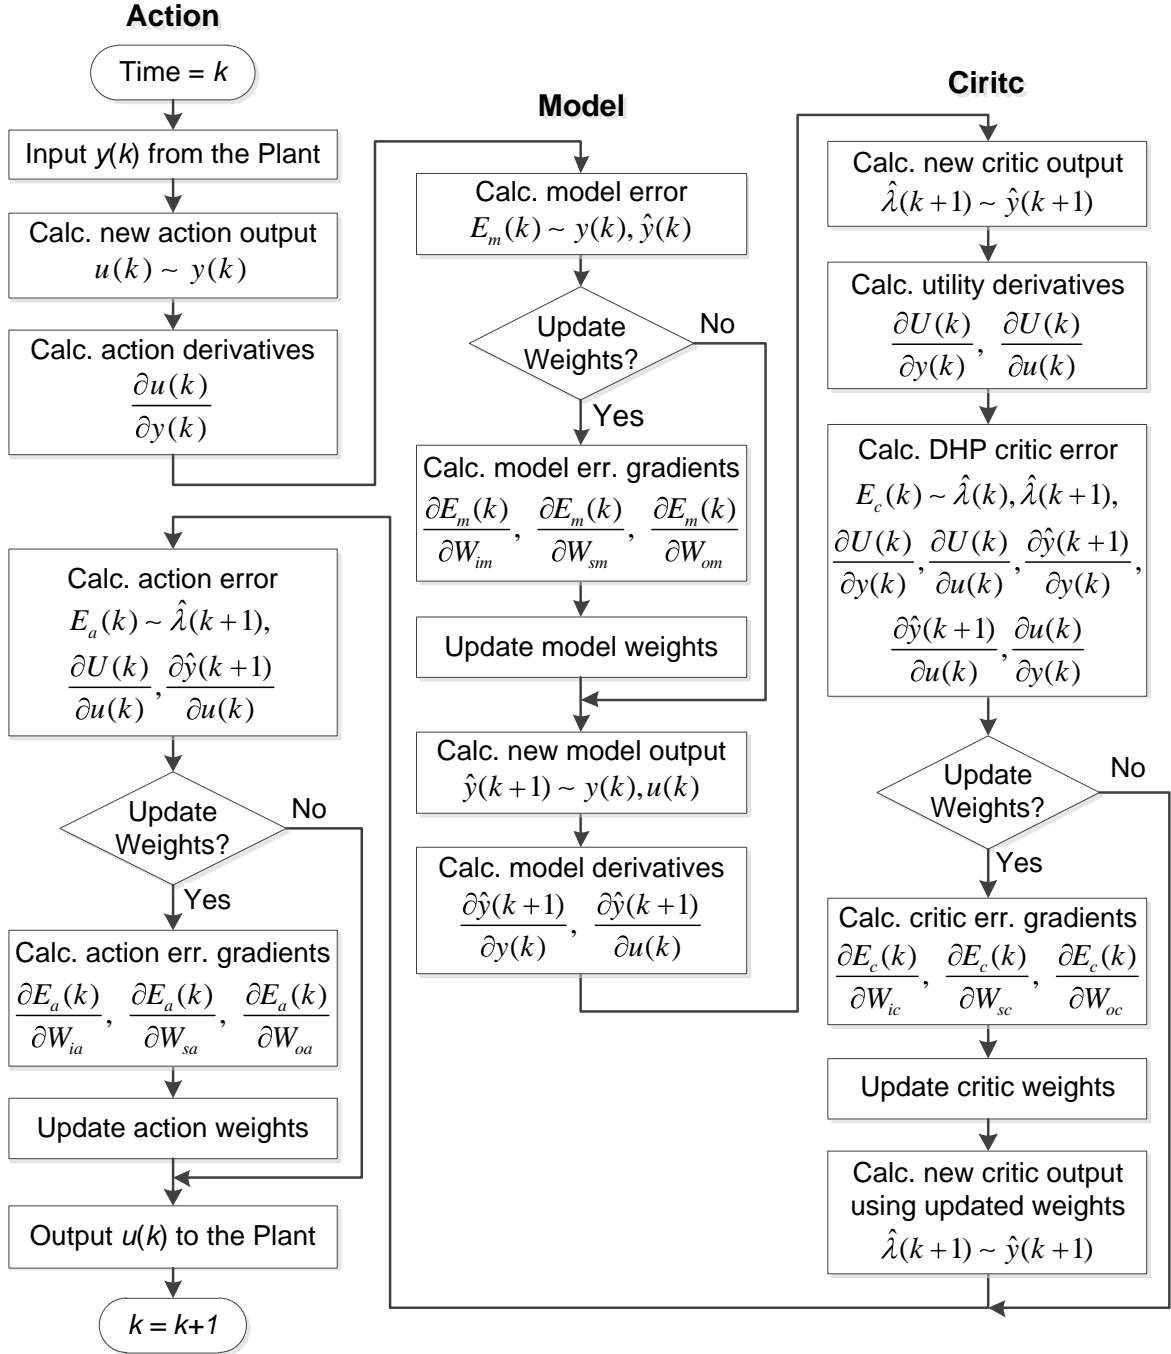 Action
Time = k
Input y(k) from the Plant
Calc. new action output
u(k) ~ y(k)
Calc. action derivatives
∂u(k)
∂y(k)
Model
Calc. model error
E_m(k) ~ y(k), ŷ(k)
Update
Weights?
No
Yes
Calc. model err. gradients
∂E_m(k) ∂E_m(k) ∂E_m(k)
∂W_im , ∂W_sm , ∂W_om
Update model weights
Calc. new model output
ŷ(k+1) ~ y(k), u(k)
Calc. model derivatives
∂ŷ(k+1) ∂ŷ(k+1)
∂y(k) , ∂u(k)
Ciritc
Calc. new critic output
λ̂(k+1) ~ ŷ(k+1)
Calc. utility derivatives
∂U(k) ∂U(k)
∂y(k) , ∂u(k)
Calc. DHP critic error
E_c(k) ~ λ̂(k), λ̂(k+1),
∂U(k) ∂U(k) ∂ŷ(k+1)
∂y(k) , ∂u(k) , ∂y(k) ,
∂ŷ(k+1) ∂u(k)
∂u(k) , ∂y(k)
Update
Weights?
No
Yes
Calc. critic err. gradients
∂E_c(k) ∂E_c(k) ∂E_c(k)
∂W_ic , ∂W_sc , ∂W_oc
Update critic weights
Calc. new critic output
using updated weights
λ̂(k+1) ~ ŷ(k+1)
Calc. action error
E_a(k) ~ λ̂(k+1),
∂U(k) ∂ŷ(k+1)
∂u(k) , ∂u(k)
Update
Weights?
No
Yes
Calc. action err. gradients
∂E_a(k) ∂E_a(k) ∂E_a(k)
∂W_ia , ∂W_sa , ∂W_oa
Update action weights
Output u(k) to the Plant
k = k+1